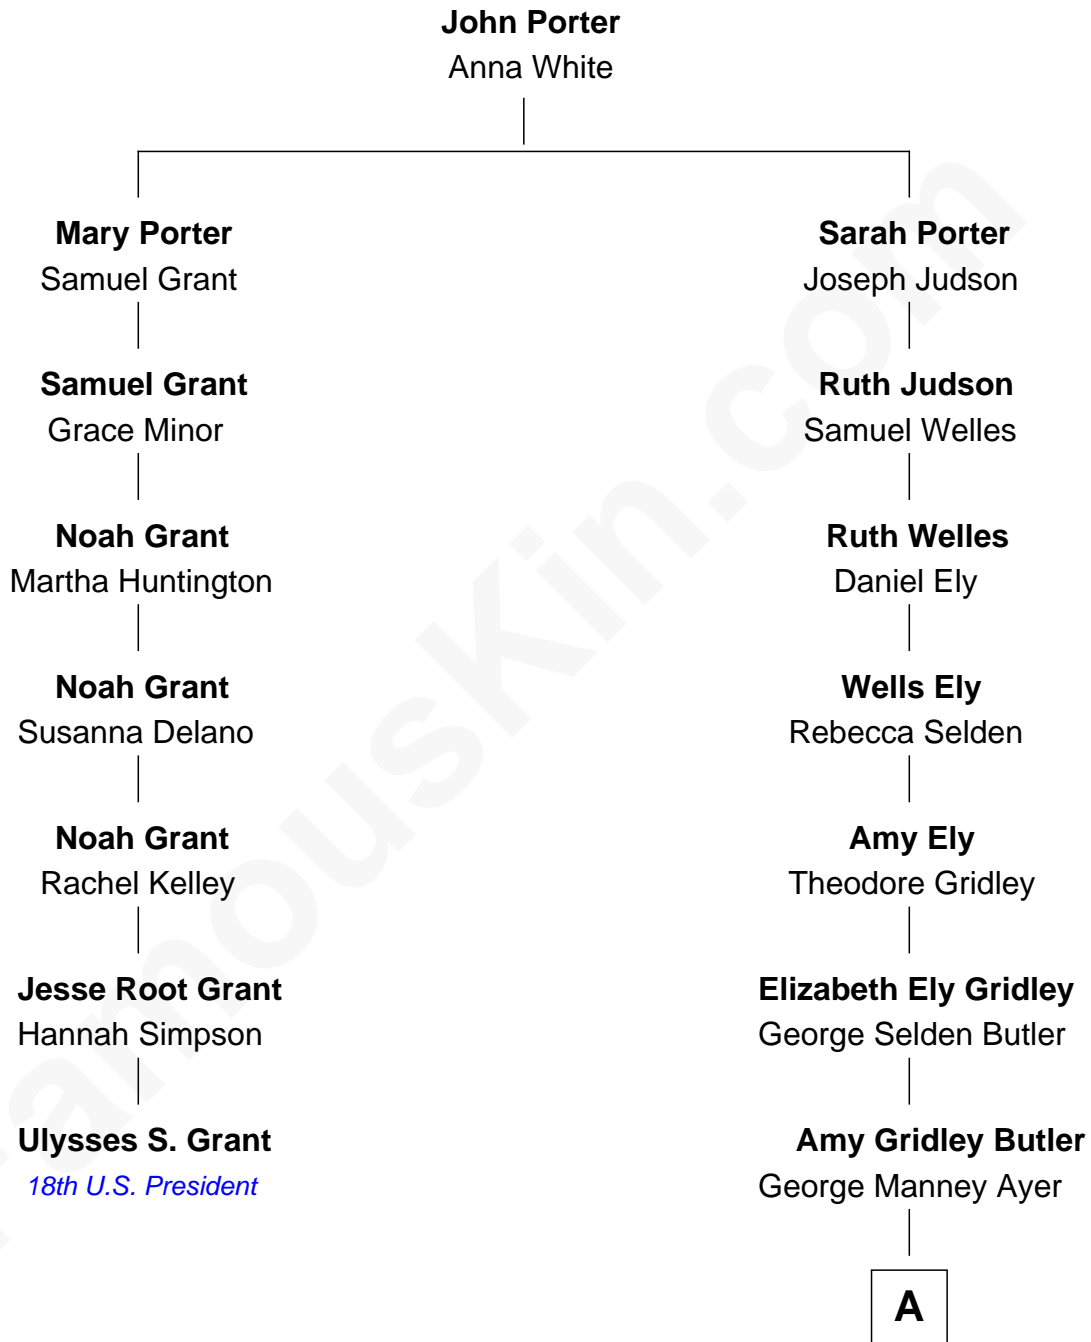 John Porter
Anna White
Mary Porter
Samuel Grant
Sarah Porter
Joseph Judson
Samuel Grant
Grace Minor
Ruth Judson
Samuel Welles
Noah Grant
Martha Huntington
Ruth Welles
Daniel Ely
Noah Grant
Susanna Delano
Wells Ely
Rebecca Selden
Noah Grant
Rachel Kelley
Amy Ely
Theodore Gridley
Jesse Root Grant
Hannah Simpson
Elizabeth Ely Gridley
George Selden Butler
Ulysses S. Grant
18th U.S. President
Amy Gridley Butler
George Manney Ayer
A
FamousKin.com